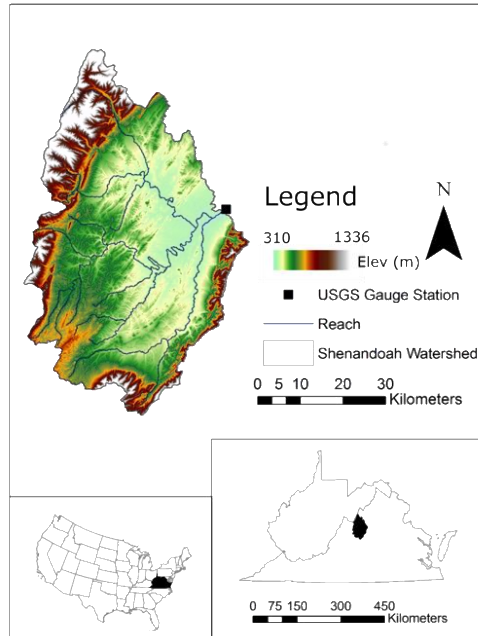 Legend
N
310 1336
Elev (m)
USGS Gauge Station
Reach
Shenandoah Watershed
0 5 10 20 30
Kilometers
0 75 150 300 450
Kilometers